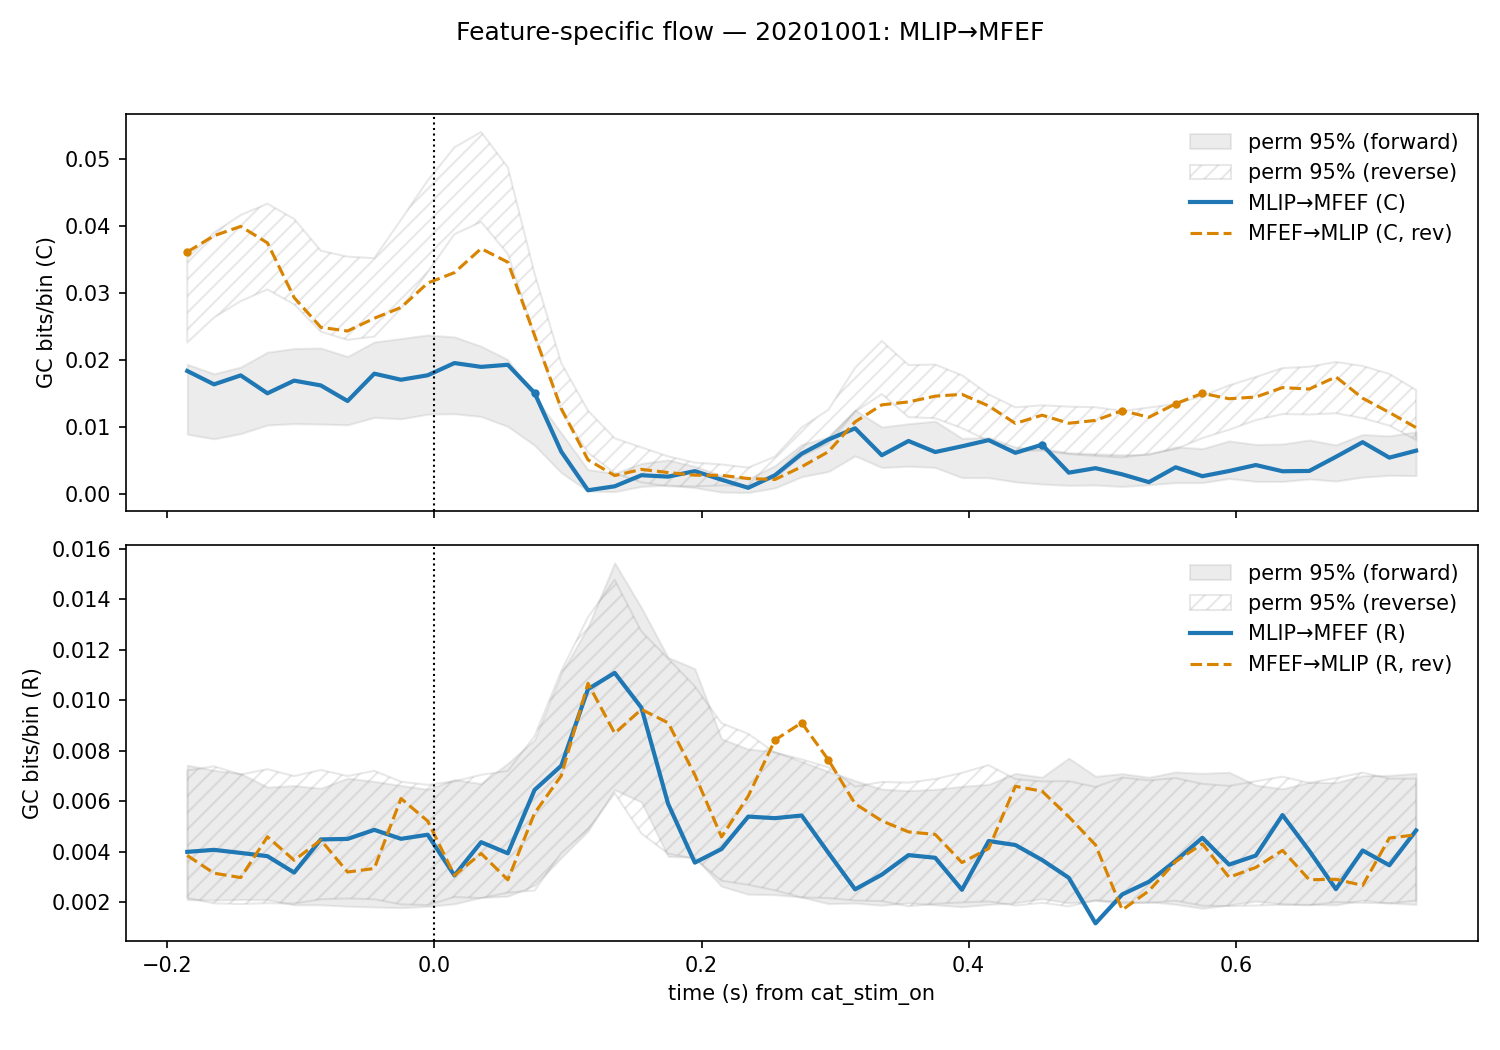 Feature-specific flow — 20201001: MLIP→MFEF
GC bits/bin (C)
0.05
0.04
0.03
0.02
0.01
0.00
perm 95% (forward)
perm 95% (reverse)
MLIP→MFEF (C)
MFEF→MLIP (C, rev)
GC bits/bin (R)
0.016
0.014
0.012
0.010
0.008
0.006
0.004
0.002
perm 95% (forward)
perm 95% (reverse)
MLIP→MFEF (R)
MFEF→MLIP (R, rev)
−0.2 0.0 0.2 0.4 0.6
time (s) from cat_stim_on